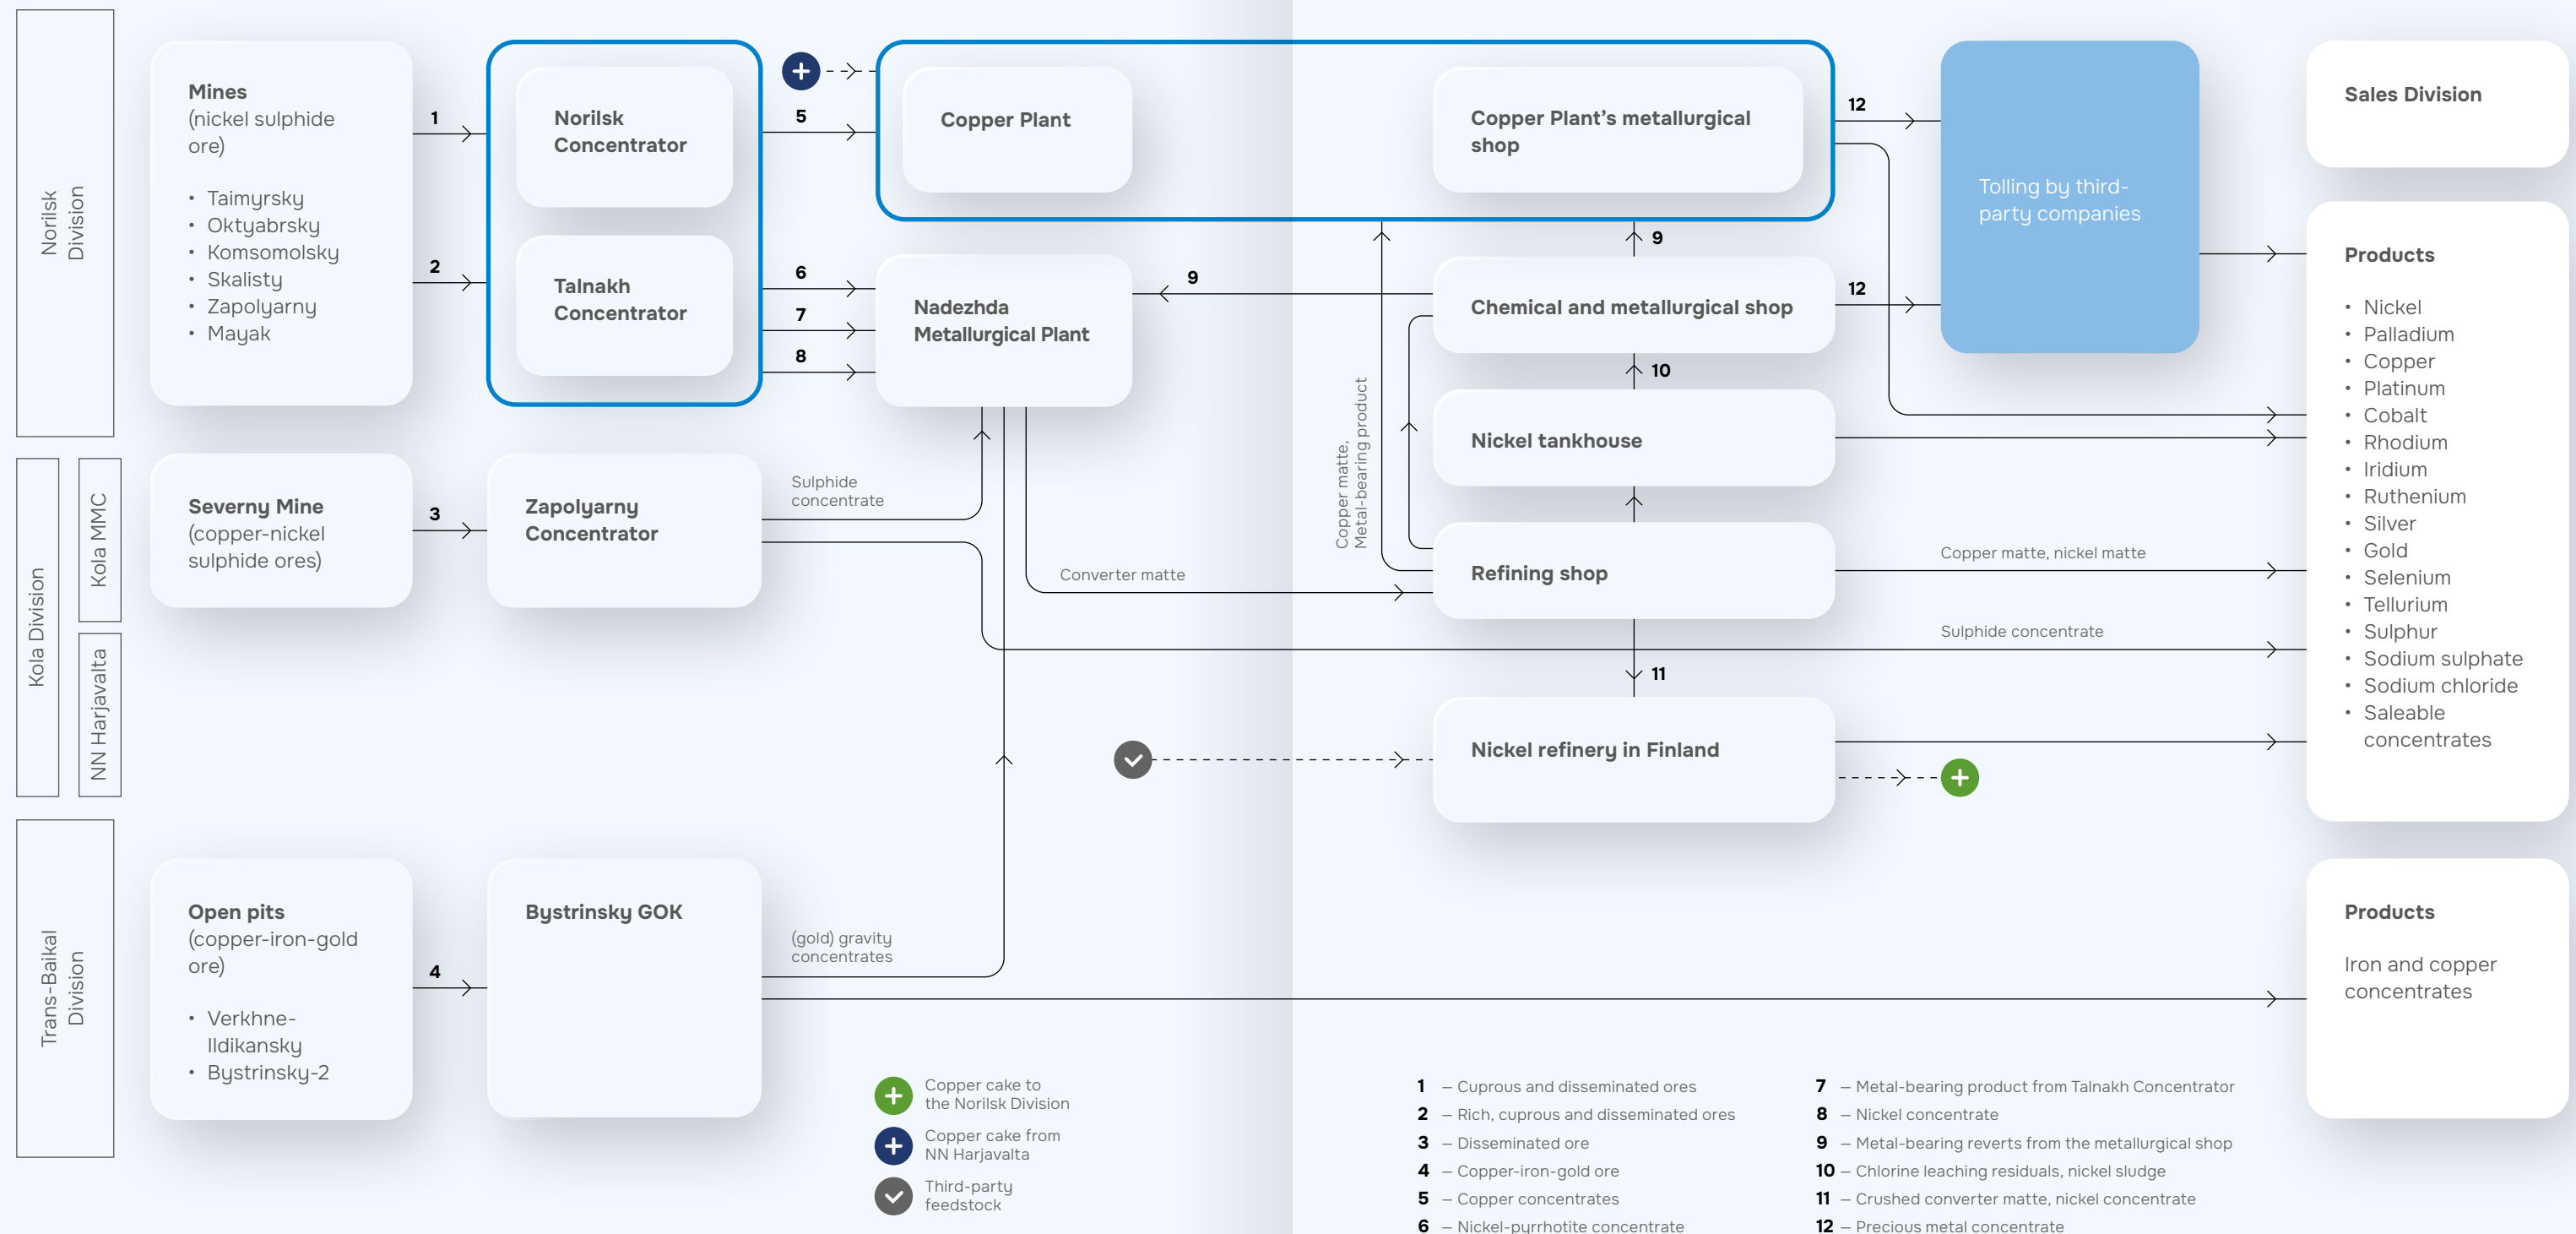 Norilsk
Division
Kola Division
Kola MMC
NN Harjavalta
Trans-Baikal
Division
Mines
(nickel sulphide
ore)
• Taimyrsky
• Oktyabrsky
• Komsomolsky
• Skalisty
• Zapolyarny
• Mayak
1
2
Norilsk
Concentrator
Talnakh
Concentrator
5
6
7
8
Copper Plant
Nadezhda
Metallurgical Plant
9
Copper Plant's metallurgical
shop
9
Chemical and metallurgical shop
10
Nickel tankhouse
Refining shop
11
Nickel refinery in Finland
12
12
Tolling by third-
party companies
Severny Mine
(copper-nickel
sulphide ores)
3
Zapolyarny
Concentrator
Sulphide
concentrate
Converter matte
Copper matte,
Metal-bearing product
Copper matte, nickel matte
Sulphide concentrate
Open pits
(copper-iron-gold
ore)
• Verkhne-
Ildikansky
• Bystrinsky-2
4
Bystrinsky GOK
(gold) gravity
concentrates
Sales Division
Products
• Nickel
• Palladium
• Copper
• Platinum
• Cobalt
• Rhodium
• Iridium
• Ruthenium
• Silver
• Gold
• Selenium
• Tellurium
• Sulphur
• Sodium sulphate
• Sodium chloride
• Saleable
concentrates
Products
Iron and copper
concentrates
Copper cake to
the Norilsk Division
Copper cake from
NN Harjavalta
Third-party
feedstock
1 – Cuprous and disseminated ores
2 – Rich, cuprous and disseminated ores
3 – Disseminated ore
4 – Copper-iron-gold ore
5 – Copper concentrates
6 – Nickel-pyrrhotite concentrate
7 – Metal-bearing product from Talnakh Concentrator
8 – Nickel concentrate
9 – Metal-bearing reverts from the metallurgical shop
10 – Chlorine leaching residuals, nickel sludge
11 – Crushed converter matte, nickel concentrate
12 – Precious metal concentrate